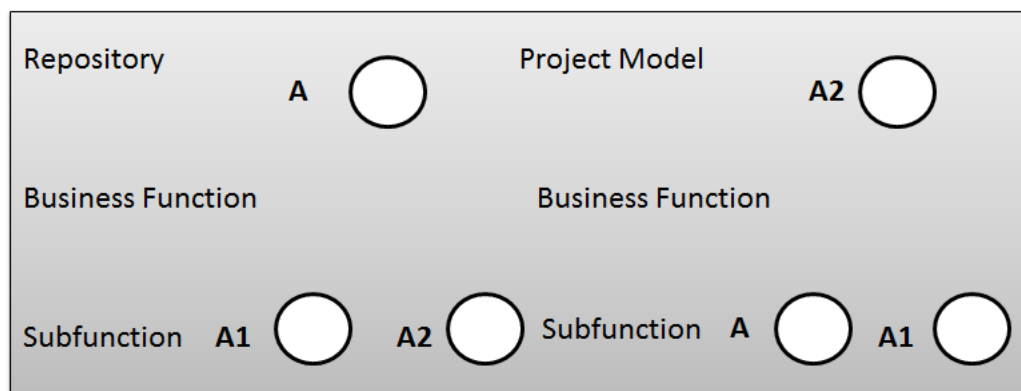 Repository Project Model
A A2
Business Function Business Function
Subfunction A1 A2 Subfunction A A1